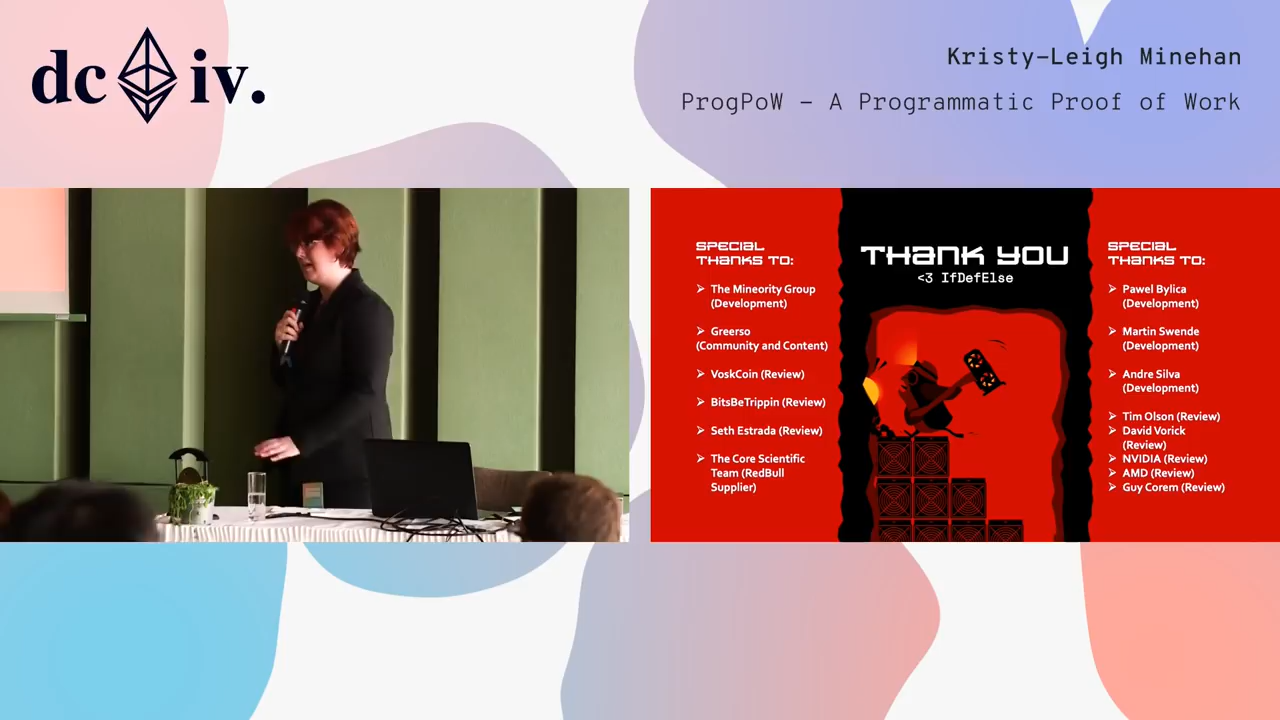 dc iv.
Kristy-Leigh Minehan
ProgPoW - A Programmatic Proof of Work
SPECIAL
THANKS TO:
➢ The Mineority Group
(Development)
➢ Greerso
(Community and Content)
➢ VoskCoin (Review)
➢ BitsBeTrippin (Review)
➢ Seth Estrada (Review)
➢ The Core Scientific
Team (RedBull
Supplier)
THANK YOU
<3 IfDefElse
SPECIAL
THANKS TO:
➢ Pawel Bylica
(Development)
➢ Martin Swende
(Development)
➢ Andre Silva
(Development)
➢ Tim Olson (Review)
➢ David Vorick
(Review)
➢ NVIDIA (Review)
➢ AMD (Review)
➢ Guy Corem (Review)